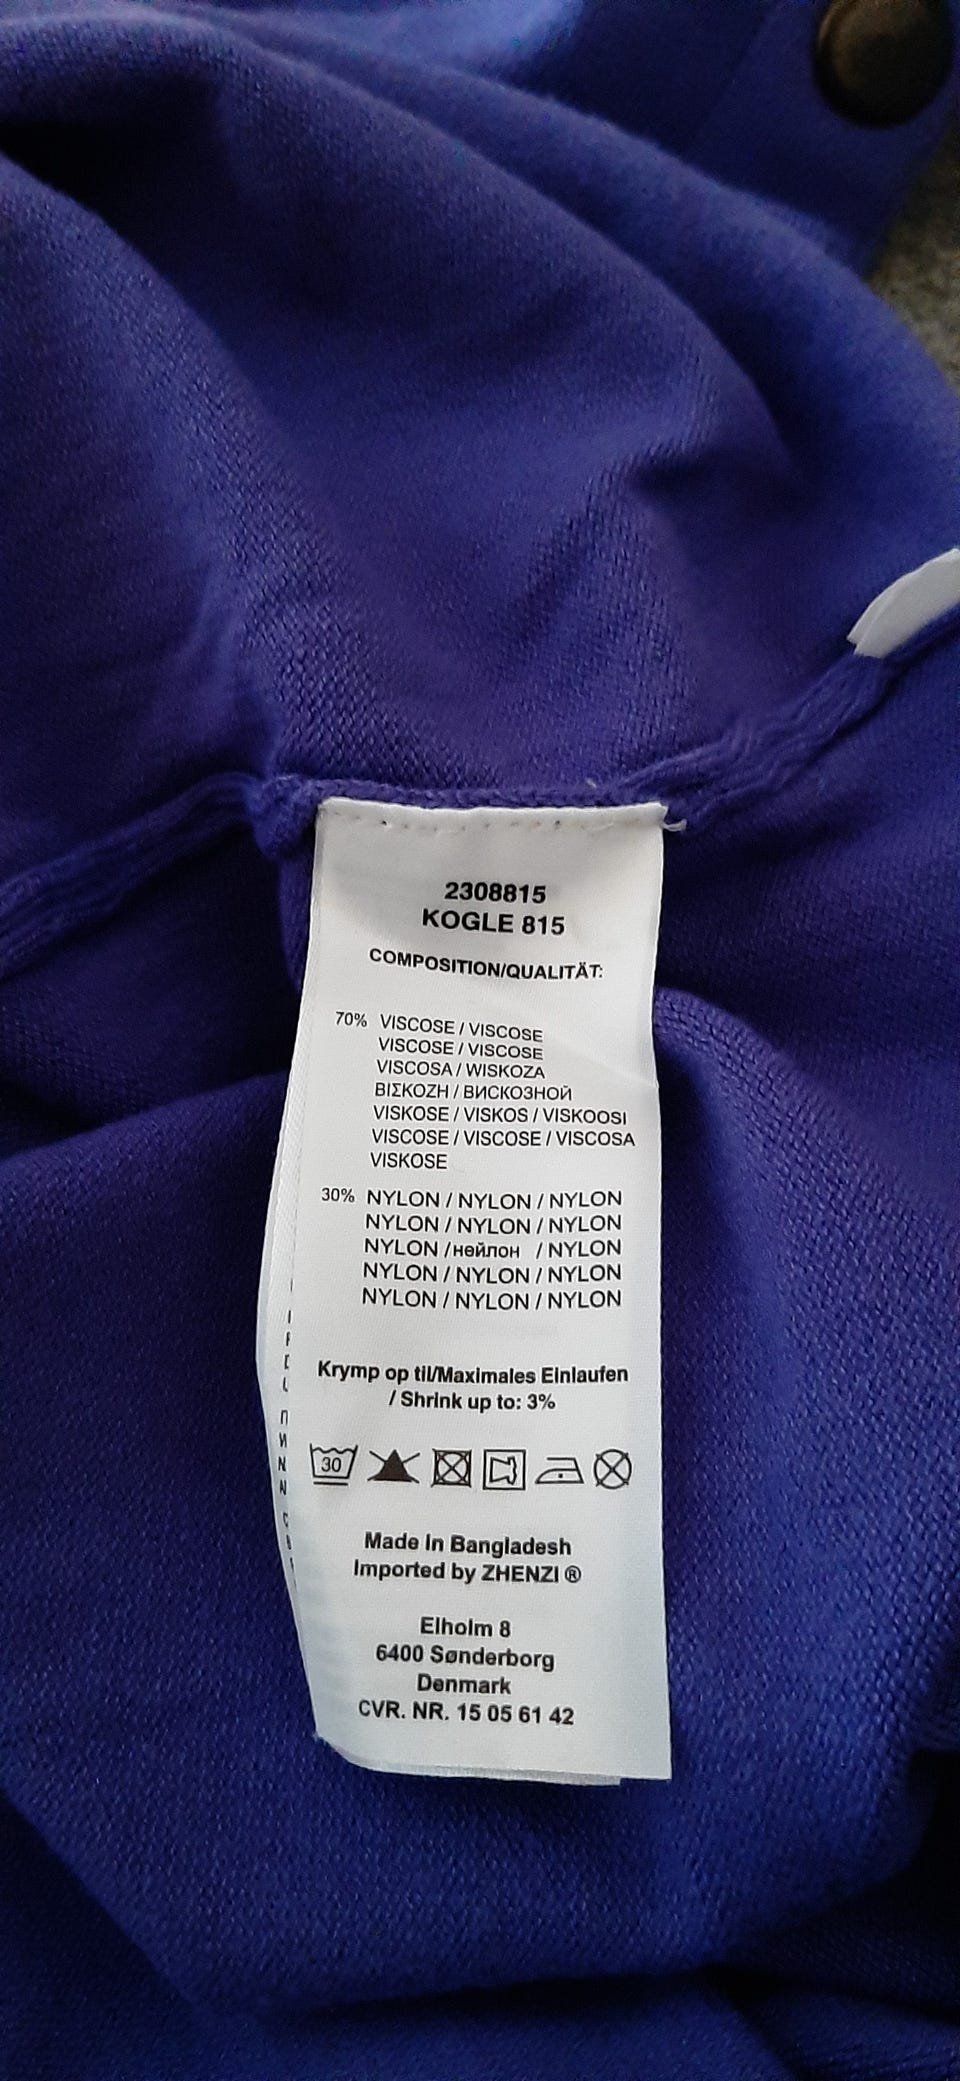 2308815
KOGLE 815
COMPOSITION/QUALITÄT:
70% VISCOSE / VISCOSE
VISCOSE / VISCOSE
VISCOSA / WISKOZA
ΒΙΣΚΟΖΗ / ВИСКОЗНОЙ
VISKOSE / VISKOS / VISKOOSI
VISCOSE / VISCOSE / VISCOSA
VISKOSE
30% NYLON / NYLON / NYLON
NYLON / NYLON / NYLON
NYLON /нөйлон / NYLON
NYLON / NYLON / NYLON
NYLON / NYLON / NYLON
Krymp op til/Maximales Einlaufen
/ Shrink up to: 3%
30
Made In Bangladesh
Imported by ZHENZI ®
Elholm 8
6400 Sønderborg
Denmark
CVR. NR. 15 05 61 42